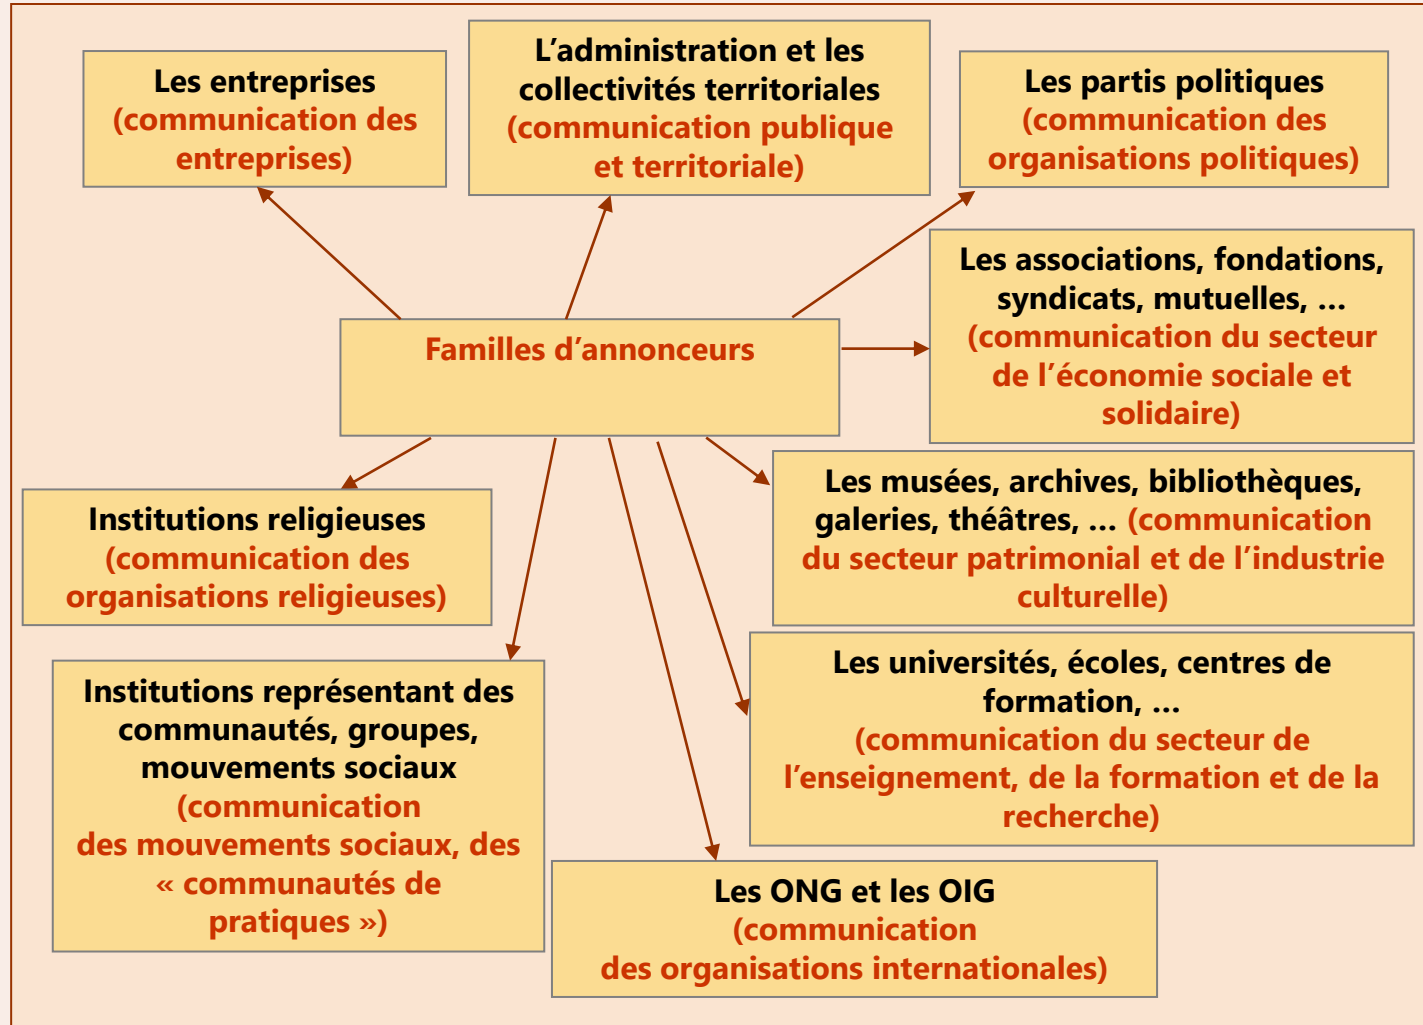 Les entreprises
(communication des
entreprises)
L’administration et les
collectivités territoriales
(communication publique
et territoriale)
Les partis politiques
(communication des
organisations politiques)
Les associations, fondations,
syndicats, mutuelles, …
(communication du secteur
de l’économie sociale et
solidaire)
Familles d’annonceurs
Les musées, archives, bibliothèques,
galeries, théâtres, … (communication
du secteur patrimonial et de l’industrie
culturelle)
Institutions religieuses
(communication des
organisations religieuses)
Les universités, écoles, centres de
formation, …
(communication du secteur de
l’enseignement, de la formation et de la
recherche)
Institutions représentant des
communautés, groupes,
mouvements sociaux
(communication
des mouvements sociaux, des
« communautés de
pratiques »)
Les ONG et les OIG
(communication
des organisations internationales)